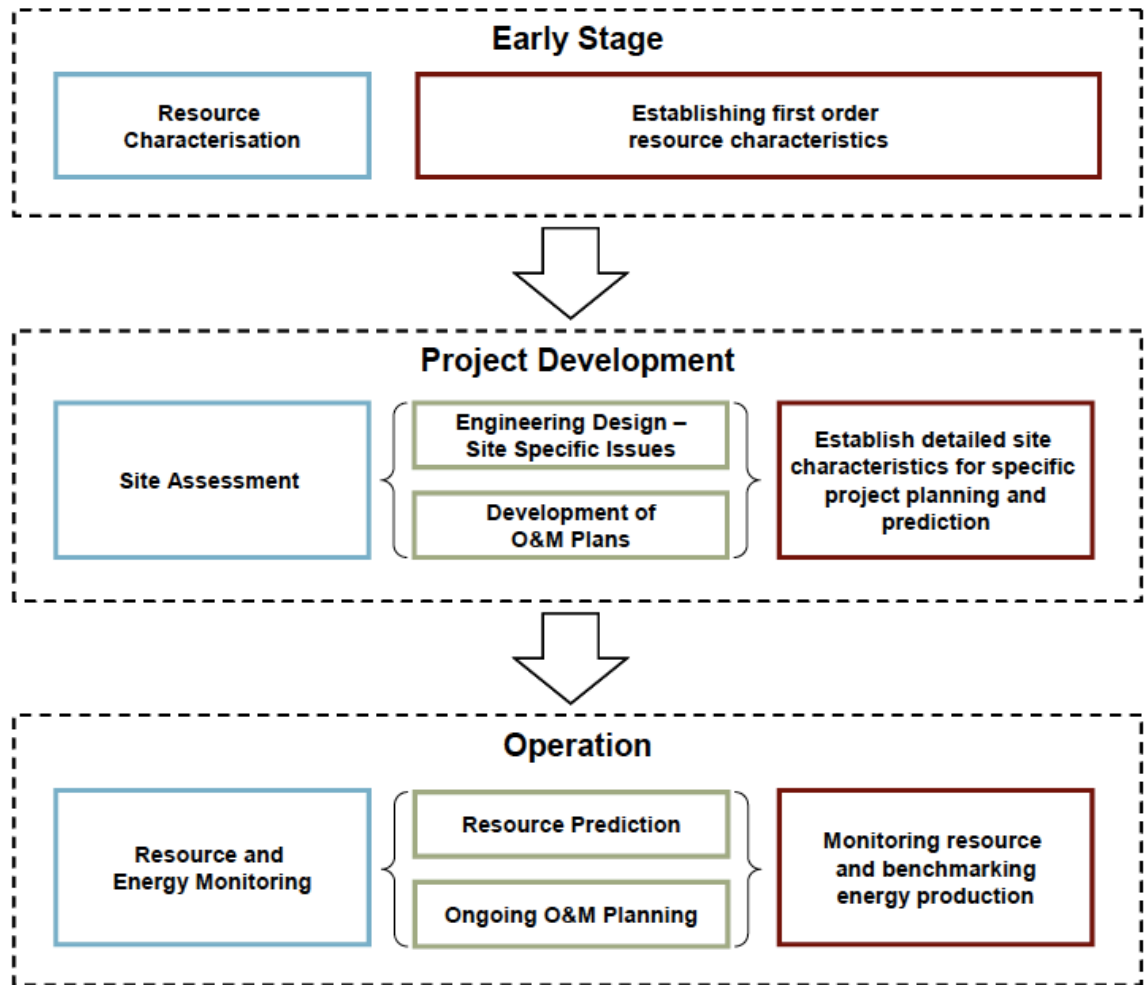 Early Stage
Resource
Characterisation
Establishing first order
resource characteristics
Project Development
Site Assessment
Engineering Design –
Site Specific Issues
Development of
O&M Plans
Establish detailed site
characteristics for specific
project planning and
prediction
Operation
Resource and
Energy Monitoring
Resource Prediction
Ongoing O&M Planning
Monitoring resource
and benchmarking
energy production